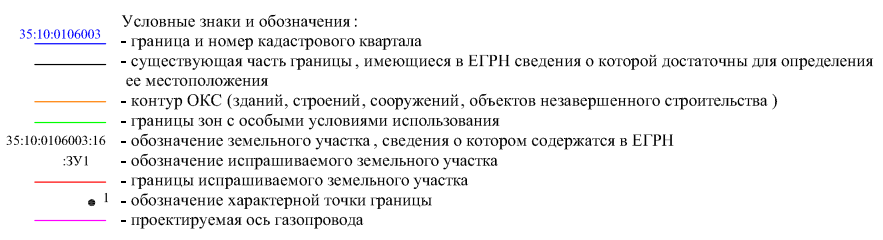 Условные знаки и обозначения :
35:10:0106003
- граница и номер кадастрового квартала
- существующая часть границы , имеющиеся в ЕГРН сведения о которой достаточны для определения
ее местоположения
- контур ОКС (зданий, строений, сооружений, объектов незавершенного строительства )
- границы зон с особыми условиями использования
35:10:0106003:16 - обозначение земельного участка , сведения о котором содержатся в ЕГРН
:ЗУ1 - обозначение испрашиваемого земельного участка
- границы испрашиваемого земельного участка
1 - обозначение характерной точки границы
- проектируемая ось газопровода